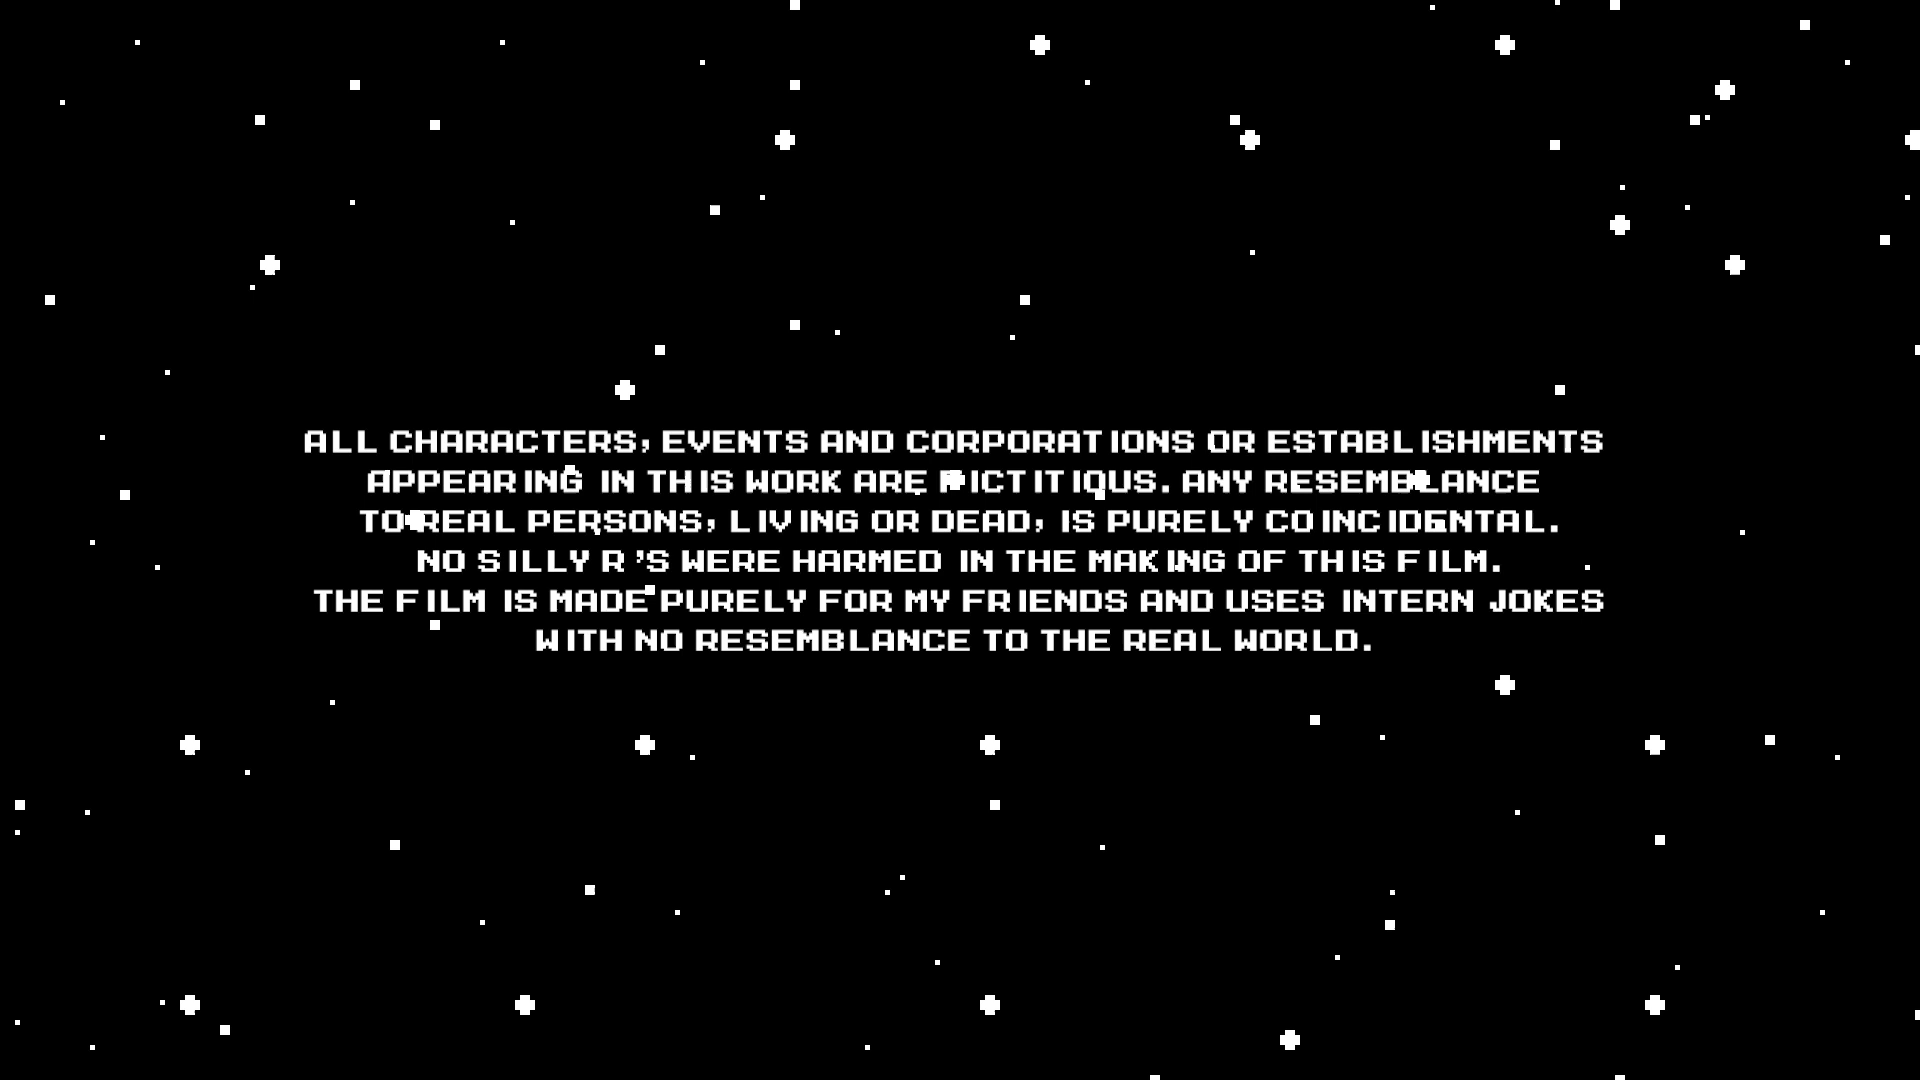 ALL CHARACTERS, EVENTS AND CORPORATIONS OR ESTABLISHMENTS
APPEARING IN THIS WORK ARE FICTITIOUS. ANY RESEMBLANCE
TO REAL PERSONS, LIVING OR DEAD, IS PURELY COINCIDENTAL.
NO SILLY R'S WERE HARMED IN THE MAKING OF THIS FILM.
THE FILM IS MADE PURELY FOR MY FRIENDS AND USES INTERN JOKES
WITH NO RESEMBLANCE TO THE REAL WORLD.